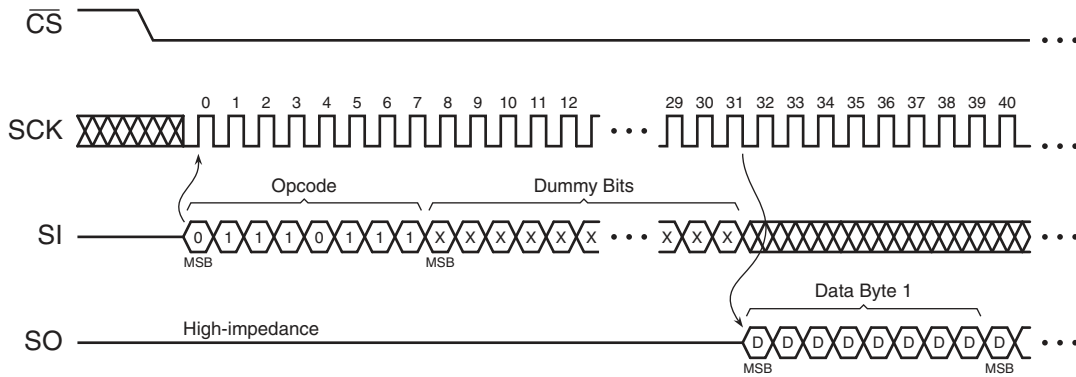 CS
0 1 2 3 4 5 6 7 8 9 10 11 12 29 30 31 32 33 34 35 36 37 38 39 40
SCK
Opcode Dummy Bits
SI 0 1 1 1 0 1 1 1 X X X X X X X X X
MSB MSB
Data Byte 1
High-impedance
SO D D D D D D D D D
MSB MSB